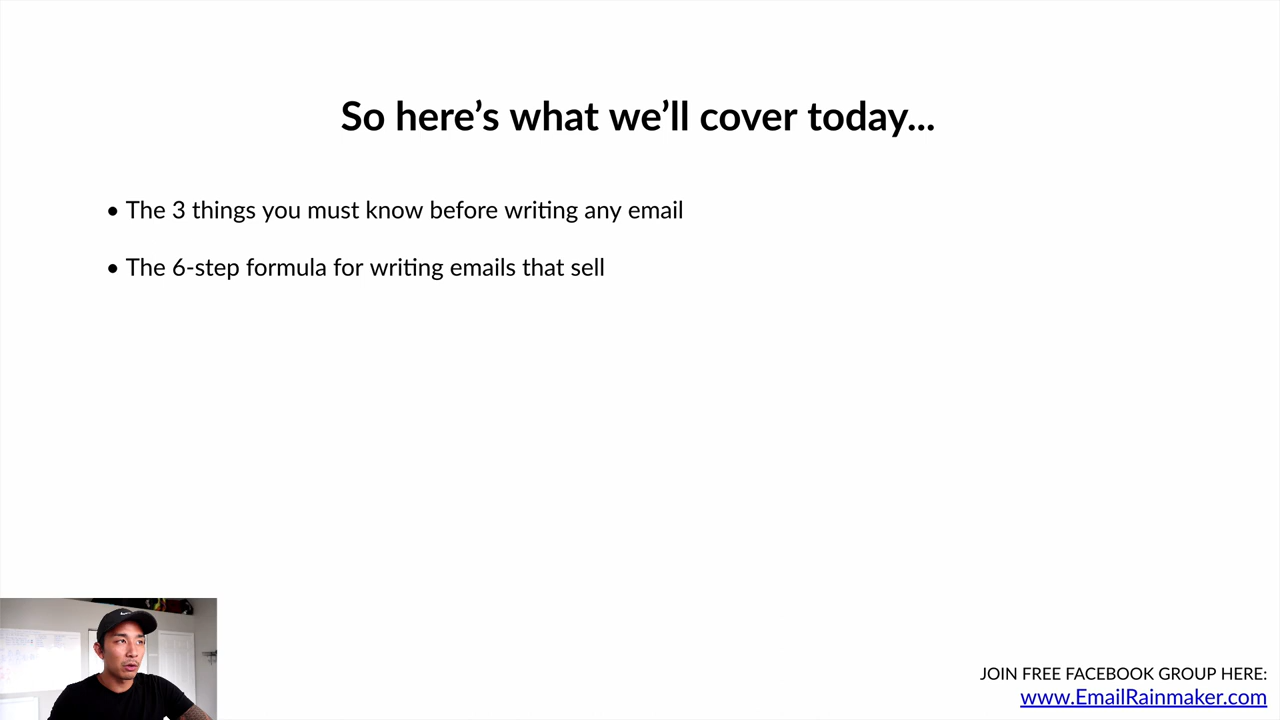 So here’s what we’ll cover today...
• The 3 things you must know before writing any email
• The 6-step formula for writing emails that sell
JOIN FREE FACEBOOK GROUP HERE:
www.EmailRainmaker.com